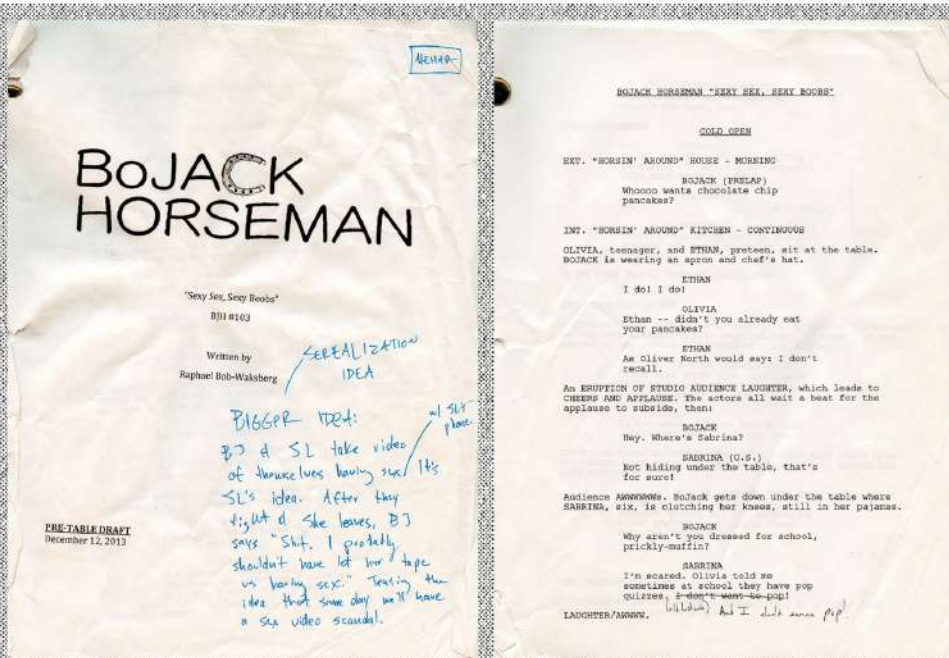 NEHAR
BoJACK
HORSEMAN
"Sexy Sex, Sexy Boobs"
BJH #103
Written by
Raphael Bob-Waksberg
SEREALIZATION
IDEA
BIGGER IDEA:
w/ SL's
phone.
BJ & SL take video
of themselves having sex/ It's
SL's idea. After they
fight & she leaves, BJ
says "Shit. I probably
shouldn't have let her tape
us having sex." Teasing the
idea that some day we'll have
a sex video scandal.
PRE-TABLE DRAFT
December 12, 2013
BOJACK HORSEMAN "SEXY SEX, SEXY BOOBS"
COLD OPEN
EXT. "HORSIN' AROUND" HOUSE - MORNING
BOJACK (PRELAP)
Whoooo wants chocolate chip
pancakes?
INT. "HORSIN' AROUND" KITCHEN - CONTINUOUS
OLIVIA, teenager, and ETHAN, preteen, sit at the table.
BOJACK is wearing an apron and chef's hat.
ETHAN
I do! I do!
OLIVIA
Ethan -- didn't you already eat
your pancakes?
ETHAN
As Oliver North would say: I don't
recall.
An ERUPTION OF STUDIO AUDIENCE LAUGHTER, which leads to
CHEERS AND APPLAUSE. The actors all wait a beat for the
applause to subside, then:
BOJACK
Hey. Where's Sabrina?
SABRINA (O.S.)
Not hiding under the table, that's
for sure!
Audience AWWWWWWs. BoJack gets down under the table where
SABRINA, six, is clutching her knees, still in her pajamas.
BOJACK
Why aren't you dressed for school,
prickly-muffin?
SABRINA
I'm scared. Olivia told me
sometimes at school they have pop
quizzes. I don't want to pop!
And I don't wanna pop!
LAUGHTER/AWWWW.